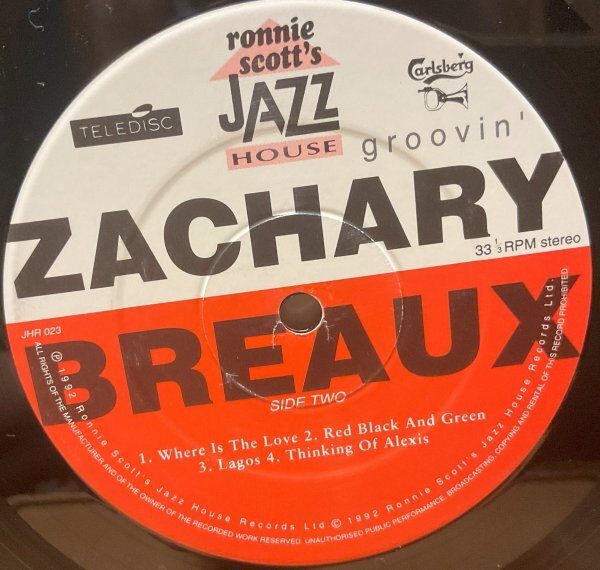 ronnie
scott's
JAZZ
HOUSE
Carlsberg
TELEDISC
groovin'
ZACHARY
33 1/3 RPM stereo
BREAUX
JHR 023
SIDE TWO
1. Where Is The Love 2. Red Black And Green
3. Lagos 4. Thinking Of Alexis
℗ 1992 Ronnie Scott's Jazz House Records Ltd © 1992 Ronnie Scott's Jazz House Records Ltd.
ALL RIGHTS OF THE MANUFACTURER AND OF THE OWNER OF THE RECORDED WORK RESERVED. UNAUTHORISED PUBLIC PERFORMANCE, BROADCASTING, COPYING AND RENTAL OF THIS RECORD PROHIBITED.